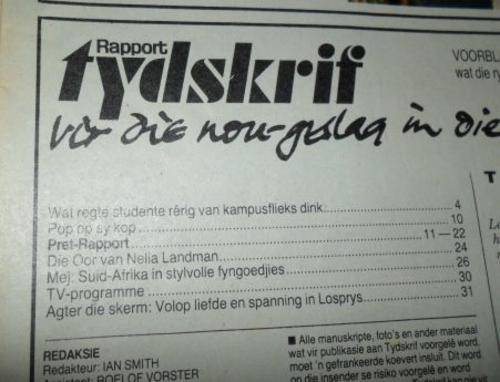 Rapport
tydskrif
vir die nou-geslag in die
VOORBL
wat die ry
Wat regte studente rêrig van kampusflieks dink 4
Pop op sy kop 10
Pret-Rapport 11 — 22
Die Oor van Nelia Landman 24
Mej. Suid-Afrika in stylvolle fyngoedjies 26
TV-programme 30
Agter die skerm: Volop liefde en spanning in Losprys 31
REDAKSIE
Redakteur: IAN SMITH
ROELOF VORSTER
■ Alle manuskripte, foto's en ander materiaal
wat vir publikasie aan Tydskrif voorgelê word,
moet 'n gefrankeerde koevert insluit. Dit word
op die insender se risiko voorgelê en word
T